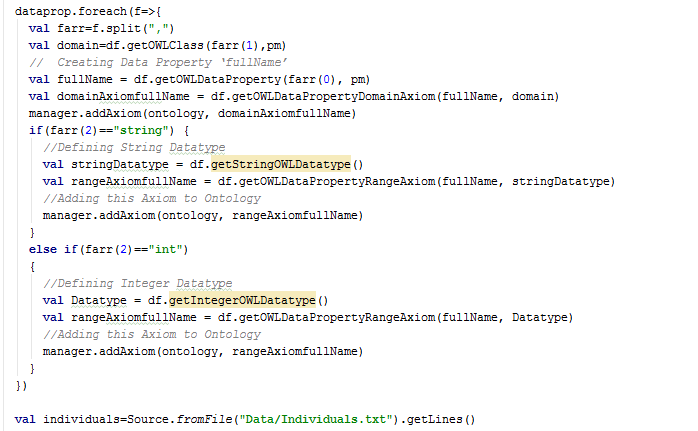 dataprop.foreach(f=>{
val farr=f.split(",")
val domain=df.getOWLClass(farr(1),pm)
// Creating Data Property 'fullName'
val fullName = df.getOWLDataProperty(farr(0), pm)
val domainAxiomfullName = df.getOWLDataPropertyDomainAxiom(fullName, domain)
manager.addAxiom(ontology, domainAxiomfullName)
if(farr(2)=="string") {
//Defining String Datatype
val stringDatatype = df.getStringOWLDatatype()
val rangeAxiomfullName = df.getOWLDataPropertyRangeAxiom(fullName, stringDatatype)
//Adding this Axiom to Ontology
manager.addAxiom(ontology, rangeAxiomfullName)
}
else if(farr(2)=="int")
{
//Defining Integer Datatype
val Datatype = df.getIntegerOWLDatatype()
val rangeAxiomfullName = df.getOWLDataPropertyRangeAxiom(fullName, Datatype)
//Adding this Axiom to Ontology
manager.addAxiom(ontology, rangeAxiomfullName)
}
})
val individuals=Source.fromFile("Data/Individuals.txt").getLines()